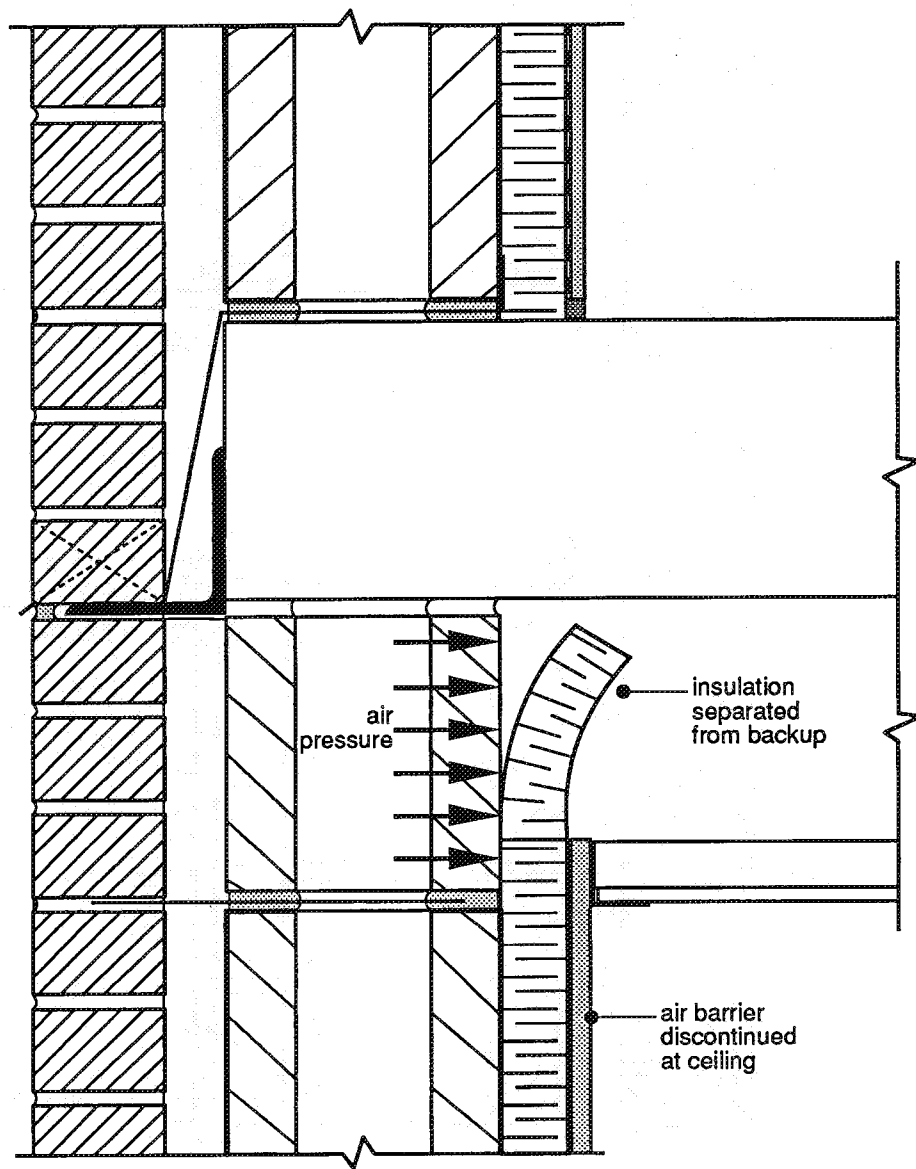 air
pressure
insulation
separated
from backup
air barrier
discontinued
at ceiling